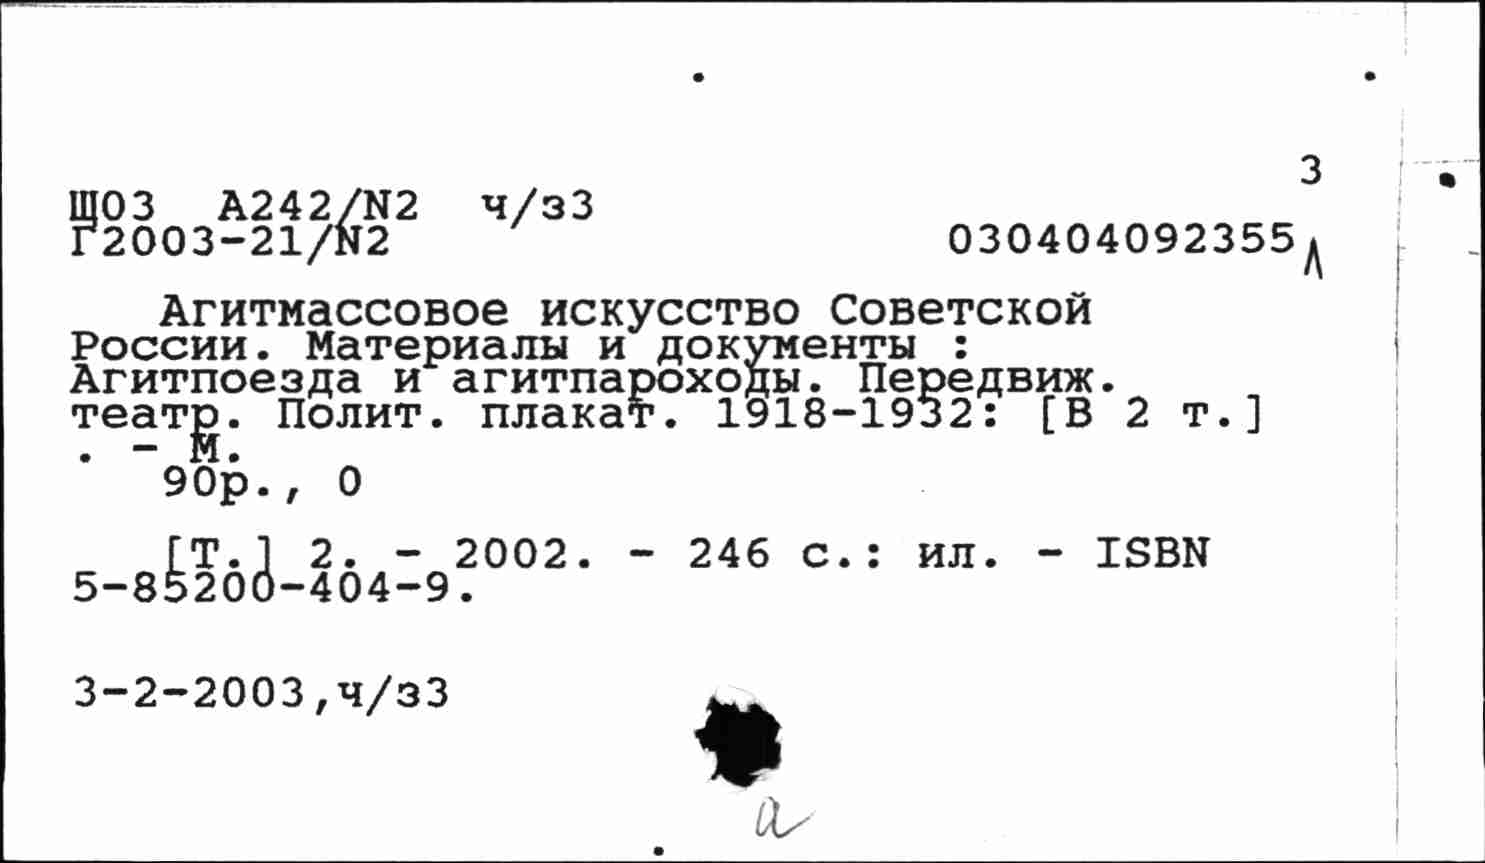 3
Щ03 А242/N2 ч/з3
Г2003-21/N2 030404092355
Л
Агитмассовое искусство Советской
России. Материалы и документы :
Агитпоезда и агитпароходы. Передвиж.
театр. Полит. плакат. 1918-1932: [В 2 т.]
. - М.
90р., 0
[Т.] 2. - 2002. - 246 с.: ил. - ISBN
5-85200-404-9.
3-2-2003,ч/з3
а